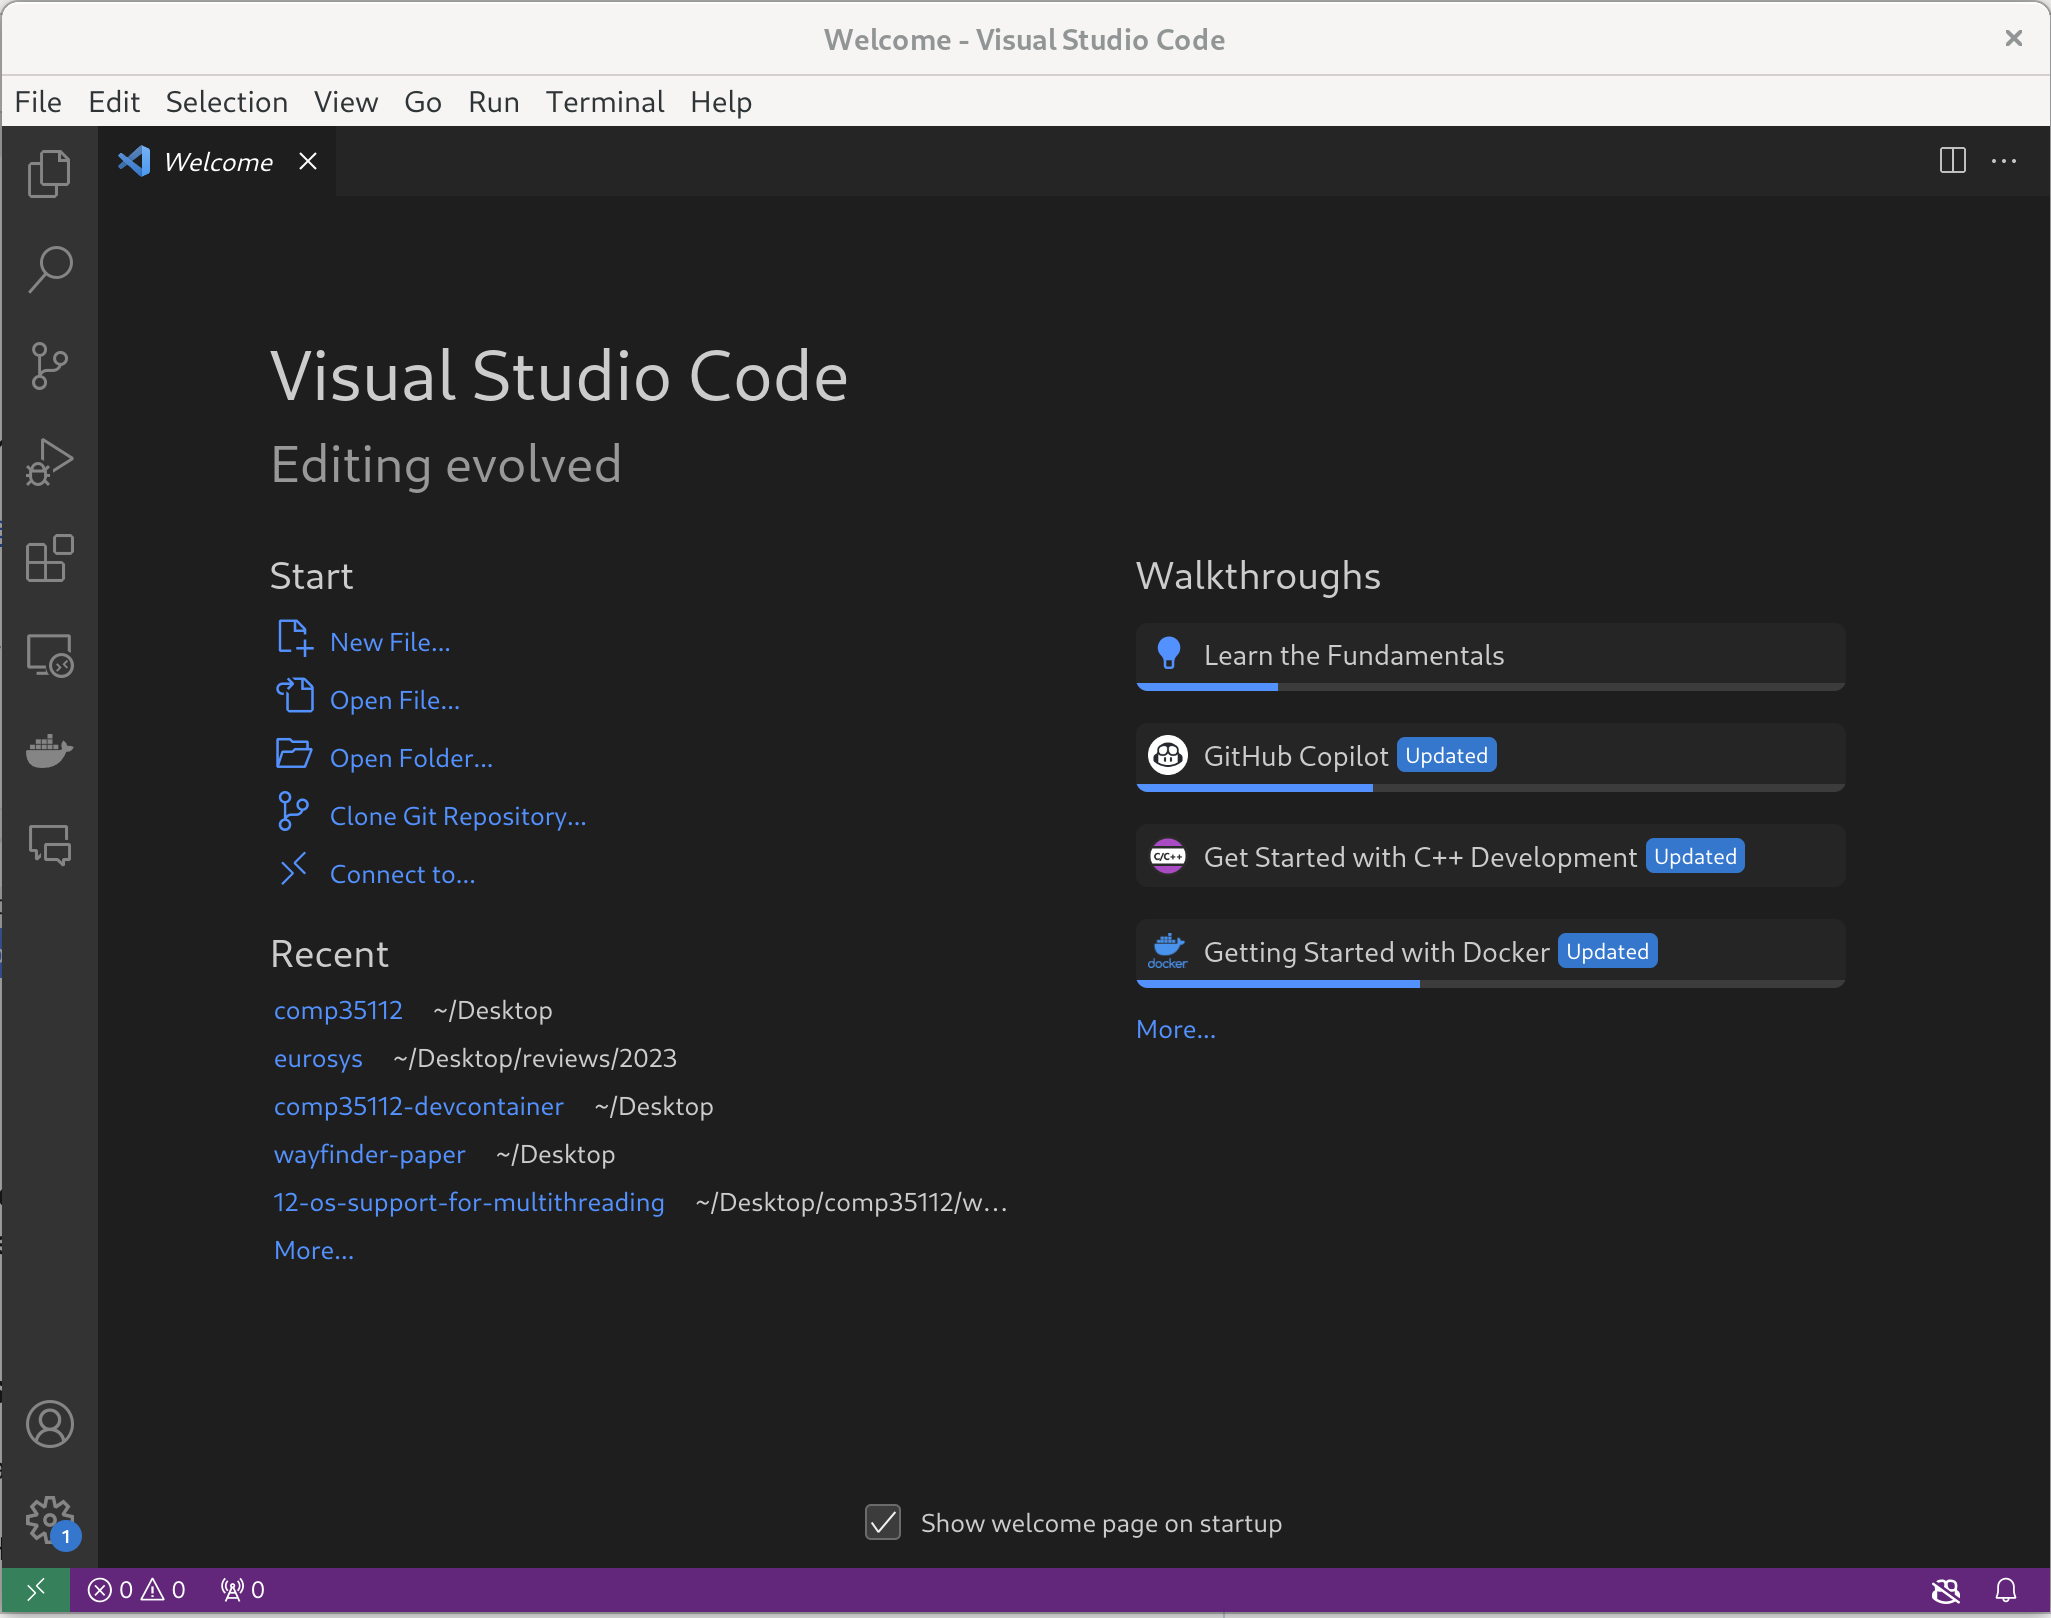 Welcome - Visual Studio Code
File Edit Selection View Go Run Terminal Help
Welcome
Visual Studio Code
Editing evolved
Start
New File...
Open File...
Open Folder...
Clone Git Repository...
Connect to...
Recent
comp35112 ~/Desktop
eurosys ~/Desktop/reviews/2023
comp35112-devcontainer ~/Desktop
wayfinder-paper ~/Desktop
12-os-support-for-multithreading ~/Desktop/comp35112/w...
More...
Walkthroughs
Learn the Fundamentals
GitHub Copilot Updated
C/C++ Get Started with C++ Development Updated
docker Getting Started with Docker Updated
More...
Show welcome page on startup
1
0 0 0